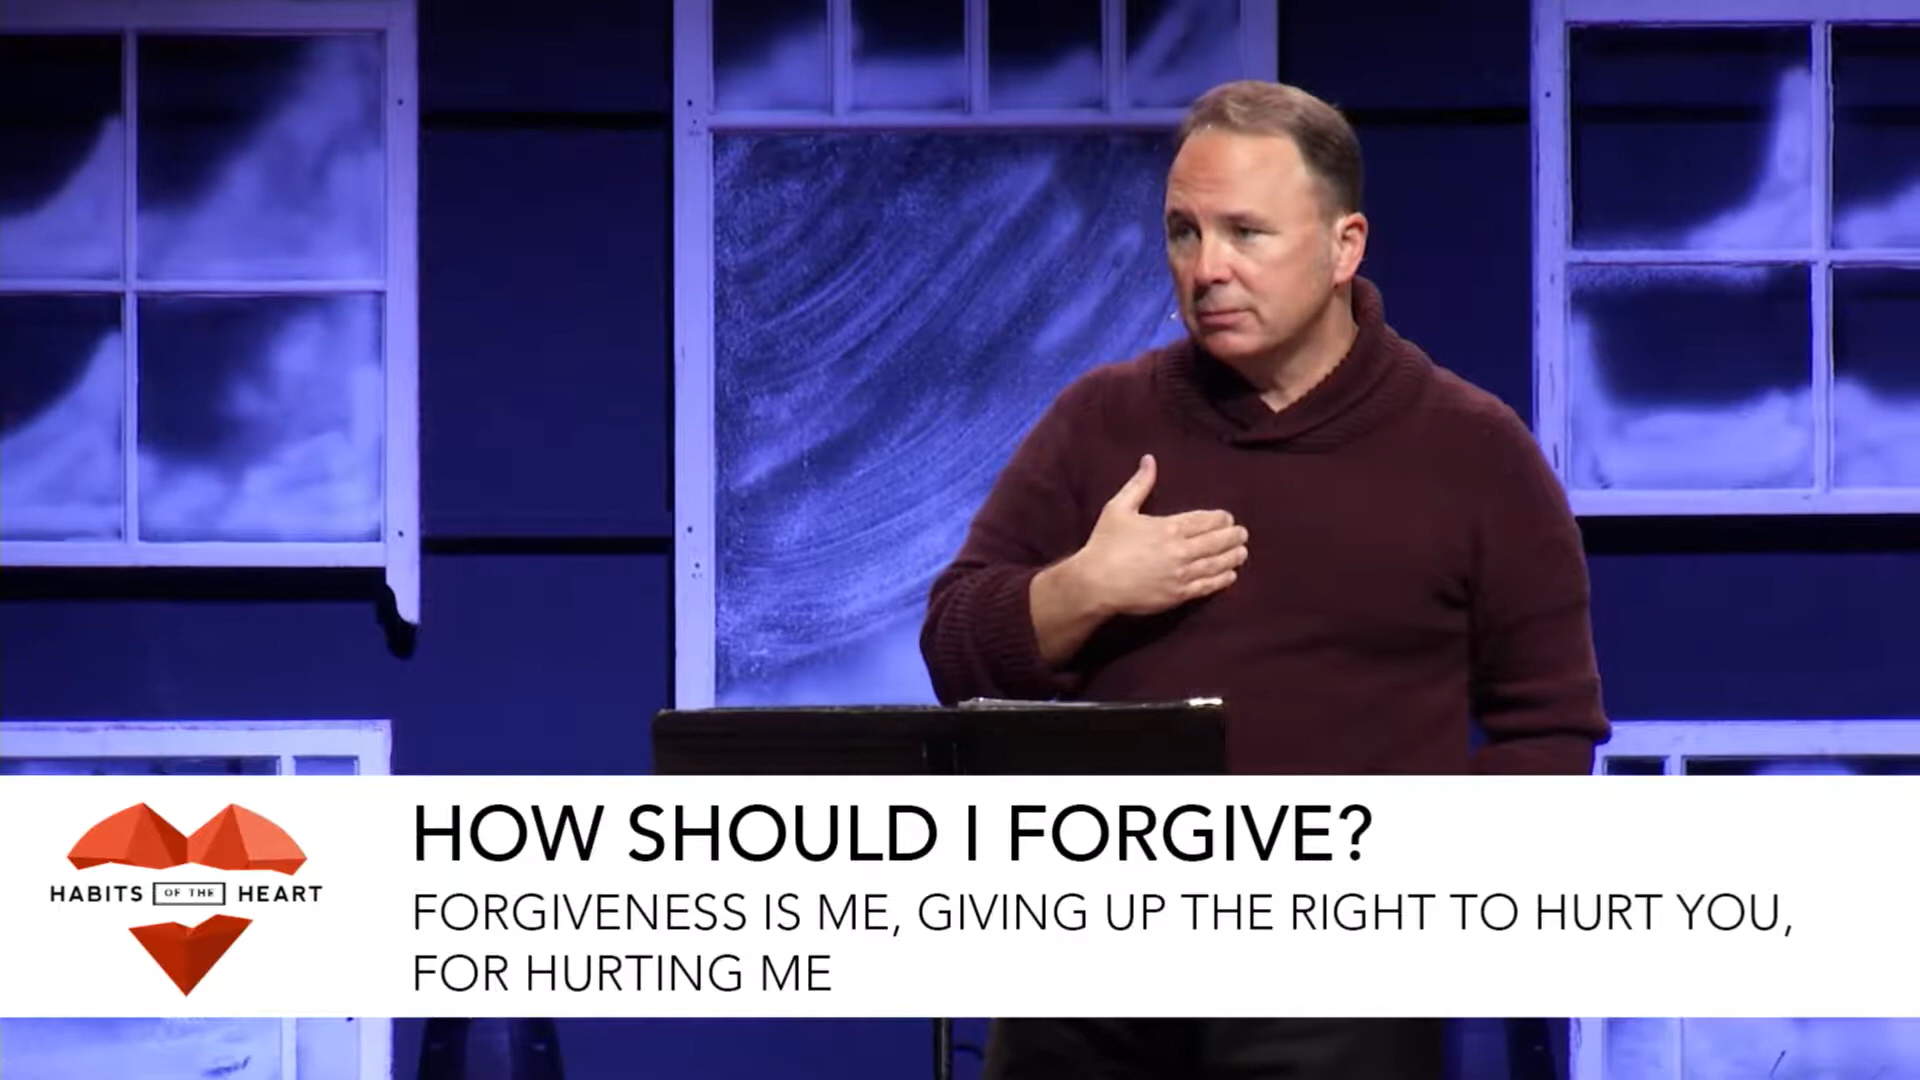 HOW SHOULD I FORGIVE?
FORGIVENESS IS ME, GIVING UP THE RIGHT TO HURT YOU,
FOR HURTING ME
HABITS OF THE HEART